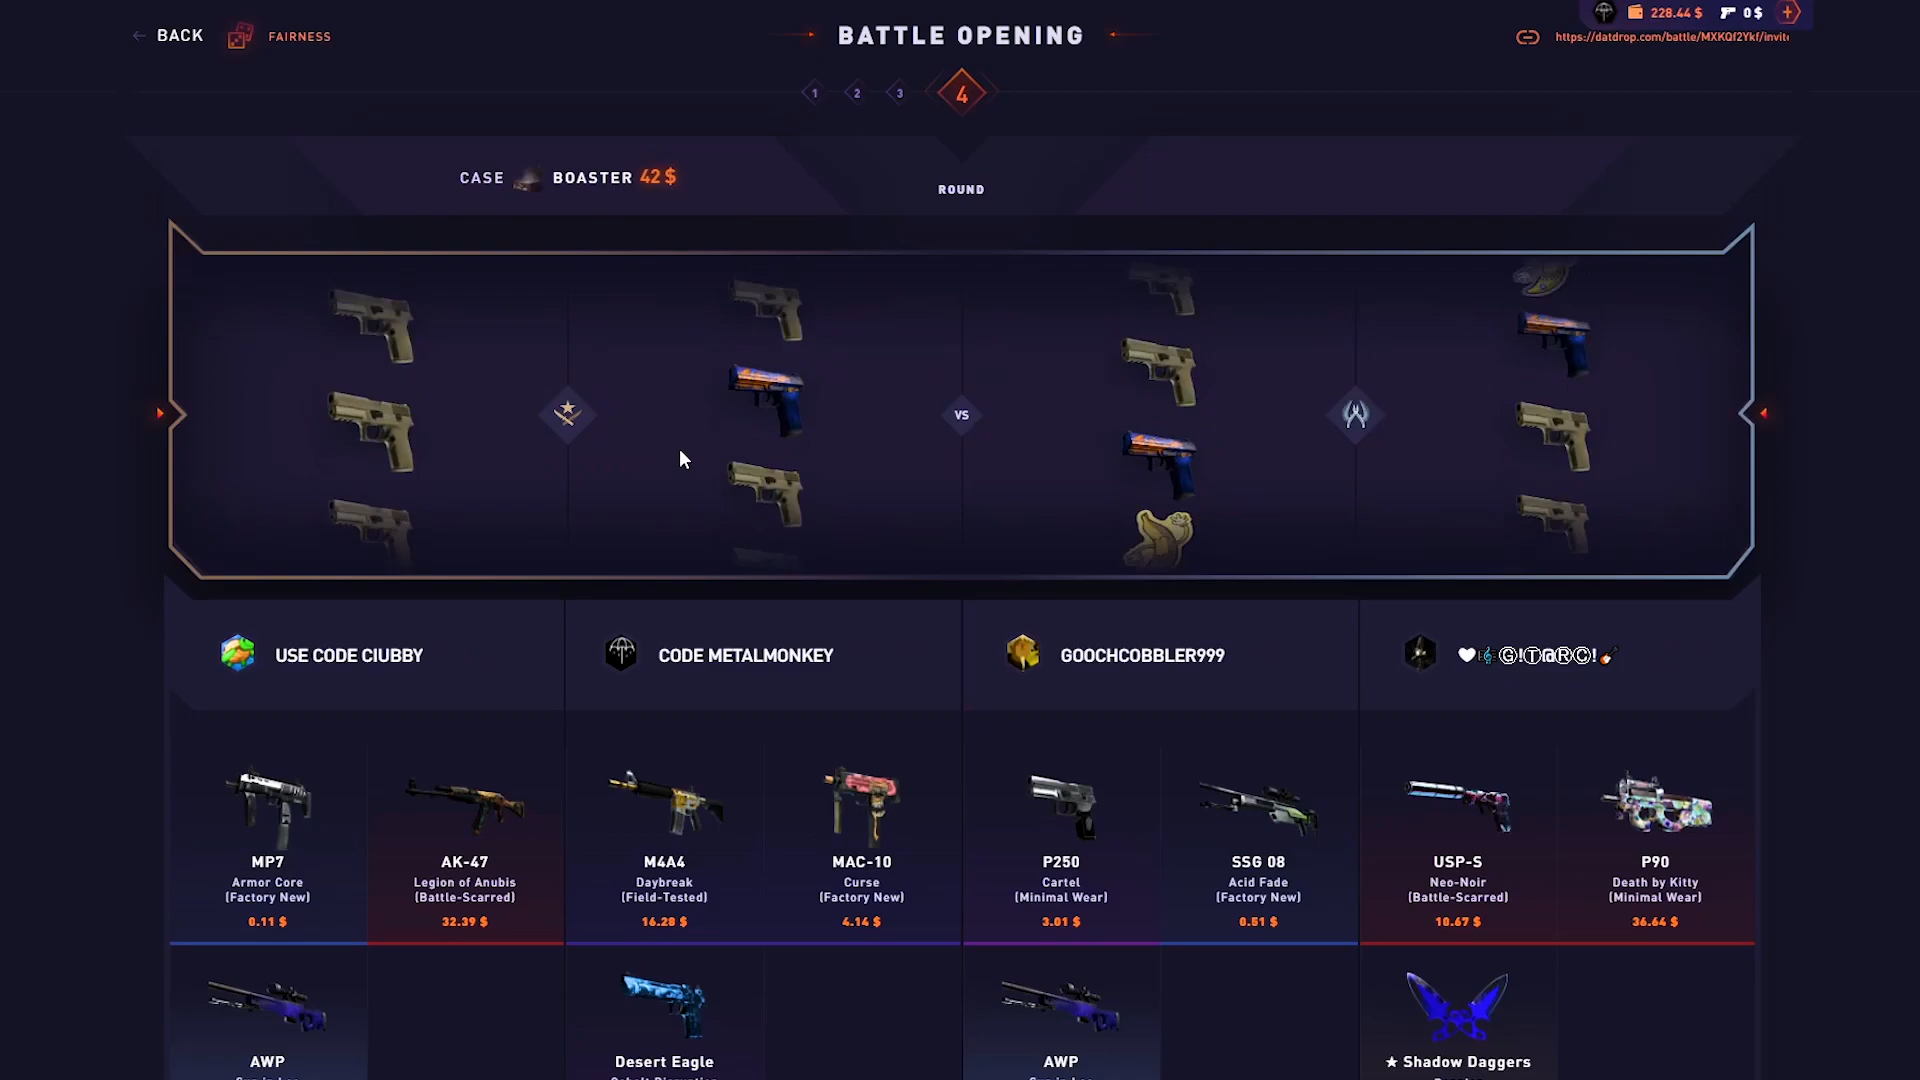 BACK
FAIRNESS
BATTLE OPENING
228.44 $
0 $
https://datdrop.com/battle/MXKQf2Ykf/invite
1 2 3 4
CASE BOASTER 42 $
ROUND
VS
USE CODE CIUBBY
CODE METALMONKEY
GOOCHCOBBLER999
MP7
Armor Core
(Factory New)
0.11 $
AK-47
Legion of Anubis
(Battle-Scarred)
32.39 $
M4A4
Daybreak
(Field-Tested)
16.28 $
MAC-10
Curse
(Factory New)
4.14 $
P250
Cartel
(Minimal Wear)
3.01 $
SSG 08
Acid Fade
(Factory New)
0.51 $
USP-S
Neo-Noir
(Battle-Scarred)
10.67 $
P90
Death by Kitty
(Minimal Wear)
36.64 $
AWP
Desert Eagle
AWP
★ Shadow Daggers